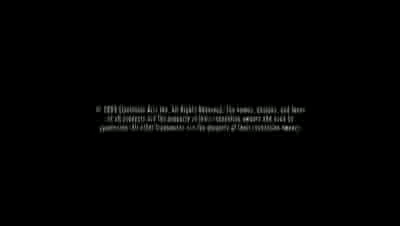 Electronic Arts Inc. All Rights Reserved. The names, designs, and logos
of all products are the property of their respective owners and used by
permission. All other trademarks are the property of their respective owners.